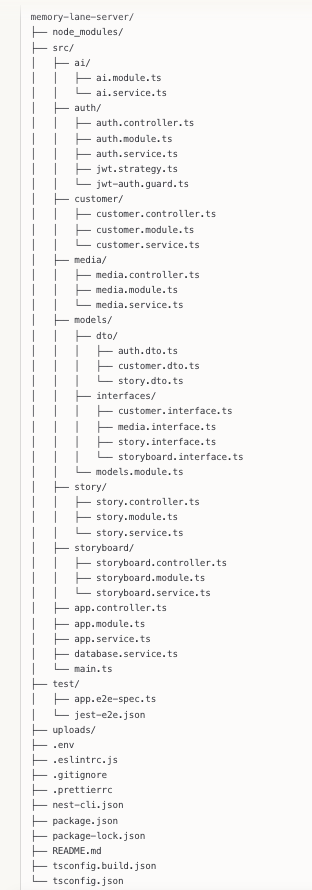 memory-lane-server/
├── node_modules/
├── src/
│   ├── ai/
│   │   ├── ai.module.ts
│   │   └── ai.service.ts
│   ├── auth/
│   │   ├── auth.controller.ts
│   │   ├── auth.module.ts
│   │   ├── auth.service.ts
│   │   ├── jwt.strategy.ts
│   │   └── jwt-auth.guard.ts
│   ├── customer/
│   │   ├── customer.controller.ts
│   │   ├── customer.module.ts
│   │   └── customer.service.ts
│   ├── media/
│   │   ├── media.controller.ts
│   │   ├── media.module.ts
│   │   └── media.service.ts
│   ├── models/
│   │   ├── dto/
│   │   │   ├── auth.dto.ts
│   │   │   ├── customer.dto.ts
│   │   │   └── story.dto.ts
│   │   ├── interfaces/
│   │   │   ├── customer.interface.ts
│   │   │   ├── media.interface.ts
│   │   │   ├── story.interface.ts
│   │   │   └── storyboard.interface.ts
│   │   └── models.module.ts
│   ├── story/
│   │   ├── story.controller.ts
│   │   ├── story.module.ts
│   │   └── story.service.ts
│   ├── storyboard/
│   │   ├── storyboard.controller.ts
│   │   ├── storyboard.module.ts
│   │   └── storyboard.service.ts
│   ├── app.controller.ts
│   ├── app.module.ts
│   ├── app.service.ts
│   ├── database.service.ts
│   └── main.ts
├── test/
│   ├── app.e2e-spec.ts
│   └── jest-e2e.json
├── uploads/
├── .env
├── .eslintrc.js
├── .gitignore
├── .prettierrc
├── nest-cli.json
├── package.json
├── package-lock.json
├── README.md
├── tsconfig.build.json
└── tsconfig.json